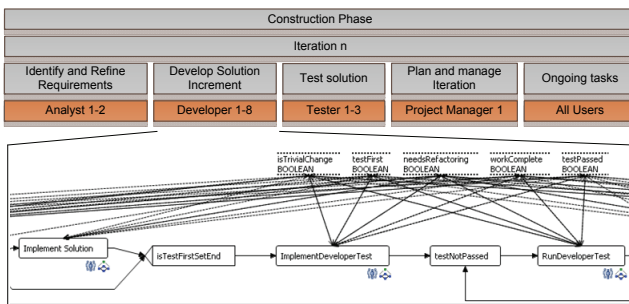 Construction Phase
Iteration n
Identify and Refine
Requirements
Develop Solution
Increment
Test solution
Plan and manage
Iteration
Ongoing tasks
Analyst 1-2
Developer 1-8
Tester 1-3
Project Manager 1
All Users
isTrivialChange
BOOLEAN
testFirst
BOOLEAN
needsRefactoring
BOOLEAN
workComplete
BOOLEAN
testPassed
BOOLEAN
Implement Solution
isTestFirstSetEnd
ImplementDeveloperTest
testNotPassed
RunDeveloperTest